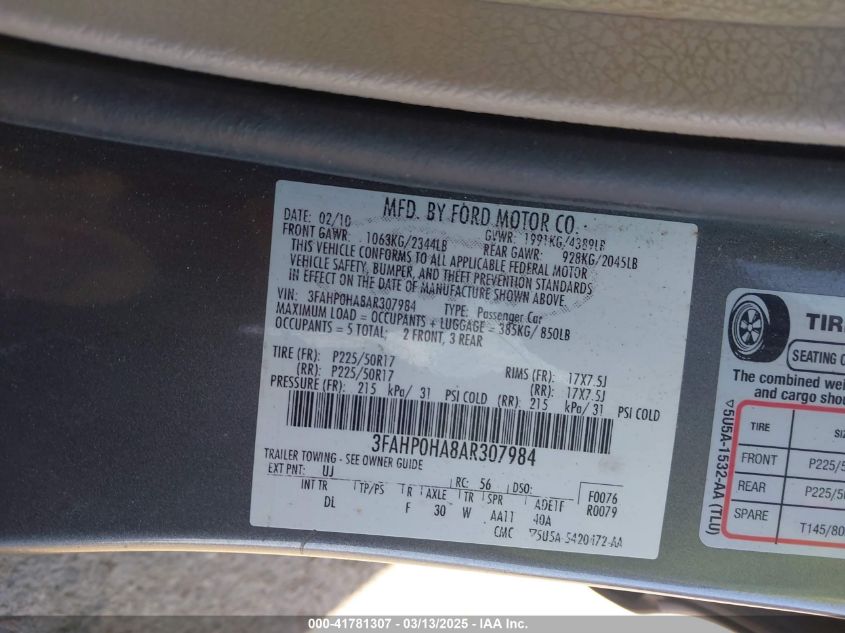 MFD. BY FORD MOTOR CO.
DATE: 02/10 GVWR: 1991KG/4389LB
FRONT GAWR: 1063KG/2344LB REAR GAWR: 928KG/2045LB
THIS VEHICLE CONFORMS TO ALL APPLICABLE FEDERAL MOTOR
VEHICLE SAFETY, BUMPER, AND THEFT PREVENTION STANDARDS
IN EFFECT ON THE DATE OF MANUFACTURE SHOWN ABOVE.
VIN: 3FAHP0HA8AR307984 TYPE: Passenger Car
MAXIMUM LOAD = OCCUPANTS + LUGGAGE = 385KG/ 850LB
OCCUPANTS = 5 TOTAL: 2 FRONT, 3 REAR
TIRE (FR): P225/50R17 RIMS (FR): 17X7.5J
(RR): P225/50R17 (RR): 17X7.5J
PRESSURE (FR): 215 kPa/ 31 PSI COLD (RR): 215 kPa/ 31 PSI COLD
3FAHP0HA8AR307984
TRAILER TOWING - SEE OWNER GUIDE
EXT PNT: UJ RC: 56 DSO: F0076
INT TR TP/PS R AXLE TR SPR R0079
DL F 30 W AA11 40A
CMC ▽5U5A-5420472-AA
TIR
SEATING C
The combined wei
and cargo shou
TIRE SIZ
FRONT P225/5
REAR P225/50
SPARE T145/80
▽5U5A-1532-AA (TLU)
000-41781307 - 03/13/2025 - IAA Inc.